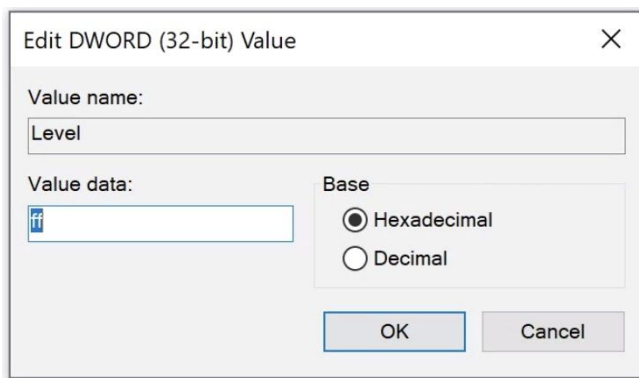 Edit DWORD (32-bit) Value
Value name:
Level
Value data:
ff
Base
Hexadecimal
Decimal
OK
Cancel